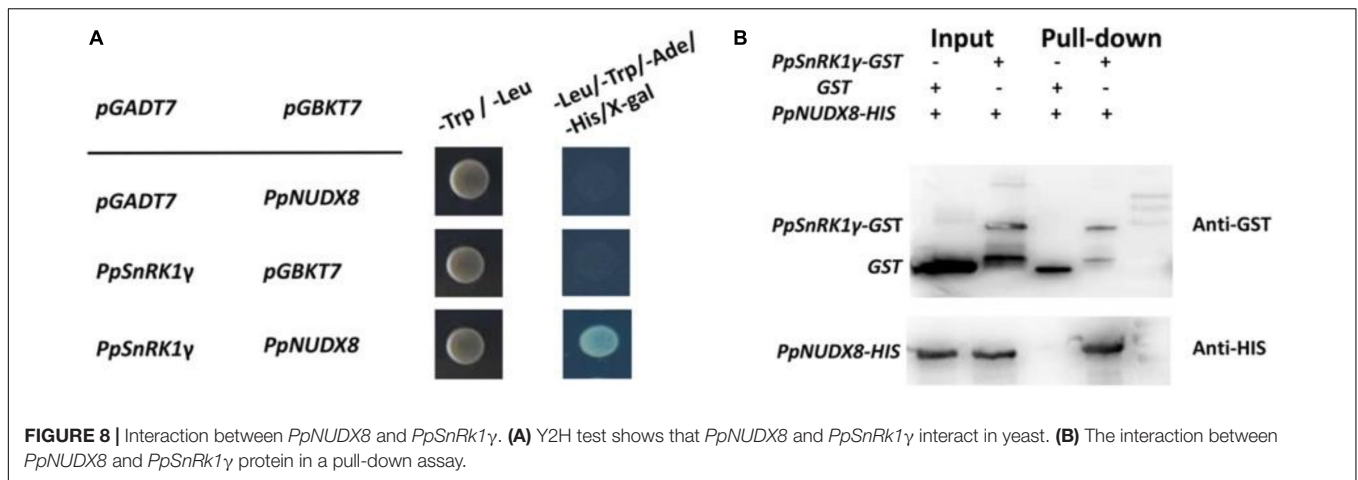 A
pGADT7 pGBKT7
-Trp / -Leu
-Leu/-Trp/-Ade/
-His/X-gal
pGADT7 PpNUDX8
PpSnRK1γ pGBKT7
PpSnRK1γ PpNUDX8
B
Input Pull-down
PpSnRK1γ-GST - + - +
GST + - + -
PpNUDX8-HIS + + + +
PpSnRK1γ-GST Anti-GST
GST
PpNUDX8-HIS Anti-HIS
FIGURE 8 | Interaction between PpNUDX8 and PpSnRk1γ. (A) Y2H test shows that PpNUDX8 and PpSnRk1γ interact in yeast. (B) The interaction between
PpNUDX8 and PpSnRk1γ protein in a pull-down assay.